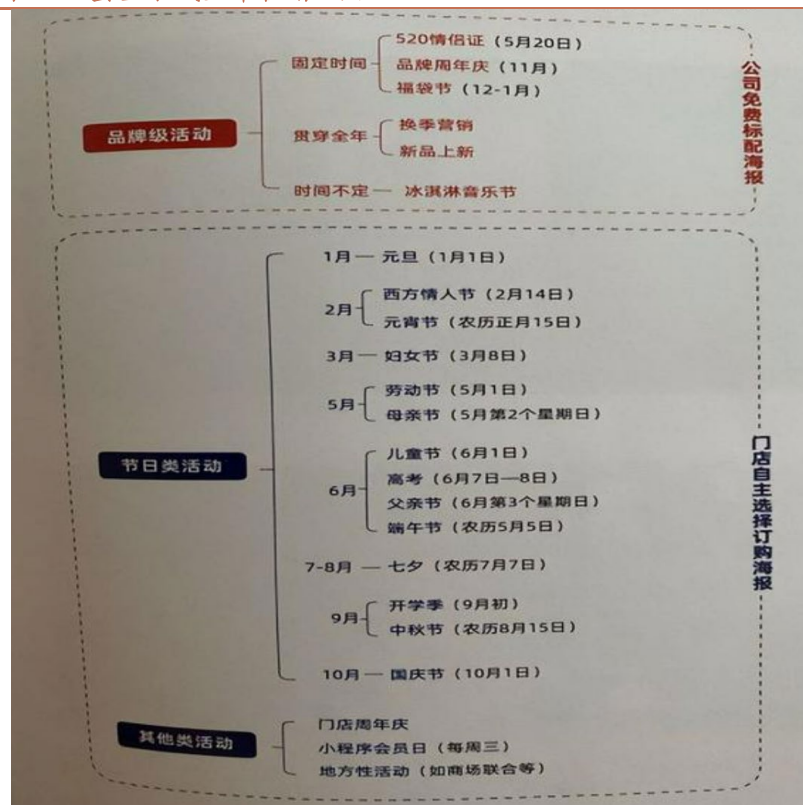 520情侣证（5月20日）
固定时间
品牌周年庆（11月）
福袋节（12-1月）
品牌级活动
贯穿全年
换季营销
新品上新
时间不定一 冰淇淋音乐节
公司免费标配海报
1月一 元旦（1月1日）
2月
西方情人节（2月14日）
元宵节（农历正月15日）
3月一 妇女节（3月8日）
5月
劳动节（5月1日）
母亲节（5月第2个星期日）
节日类活动
6月
儿童节（6月1日）
高考（6月7日—8日）
父亲节（6月第3个星期日）
端午节（农历5月5日）
7-8月 一 七夕（农历7月7日）
9月
开学季（9月初）
中秋节（农历8月15日）
10月一 国庆节（10月1日）
门店自主选择订购海报
其他类活动
门店周年庆
小程序会员日（每周三）
地方性活动（如商场联合等）